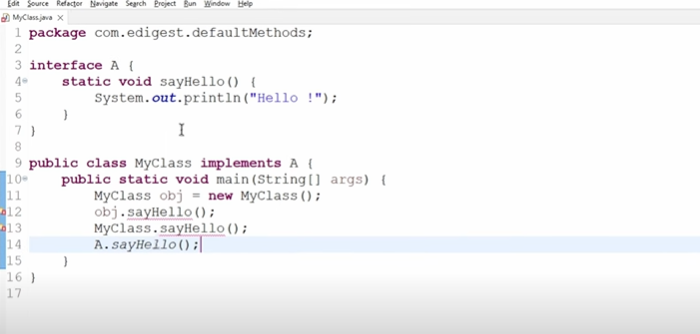 Edit Source Refactor Navigate Search Project Run Window Help
MyClass.java X
1 package com.edigest.defaultMethods;
2
3 interface A {
4 static void sayHello() {
5 System.out.println("Hello !");
6 }
7 }
8
9 public class MyClass implements A {
10 public static void main(String[] args) {
11 MyClass obj = new MyClass();
12 obj.sayHello();
13 MyClass.sayHello();
14 A.sayHello();
15 }
16 }
17